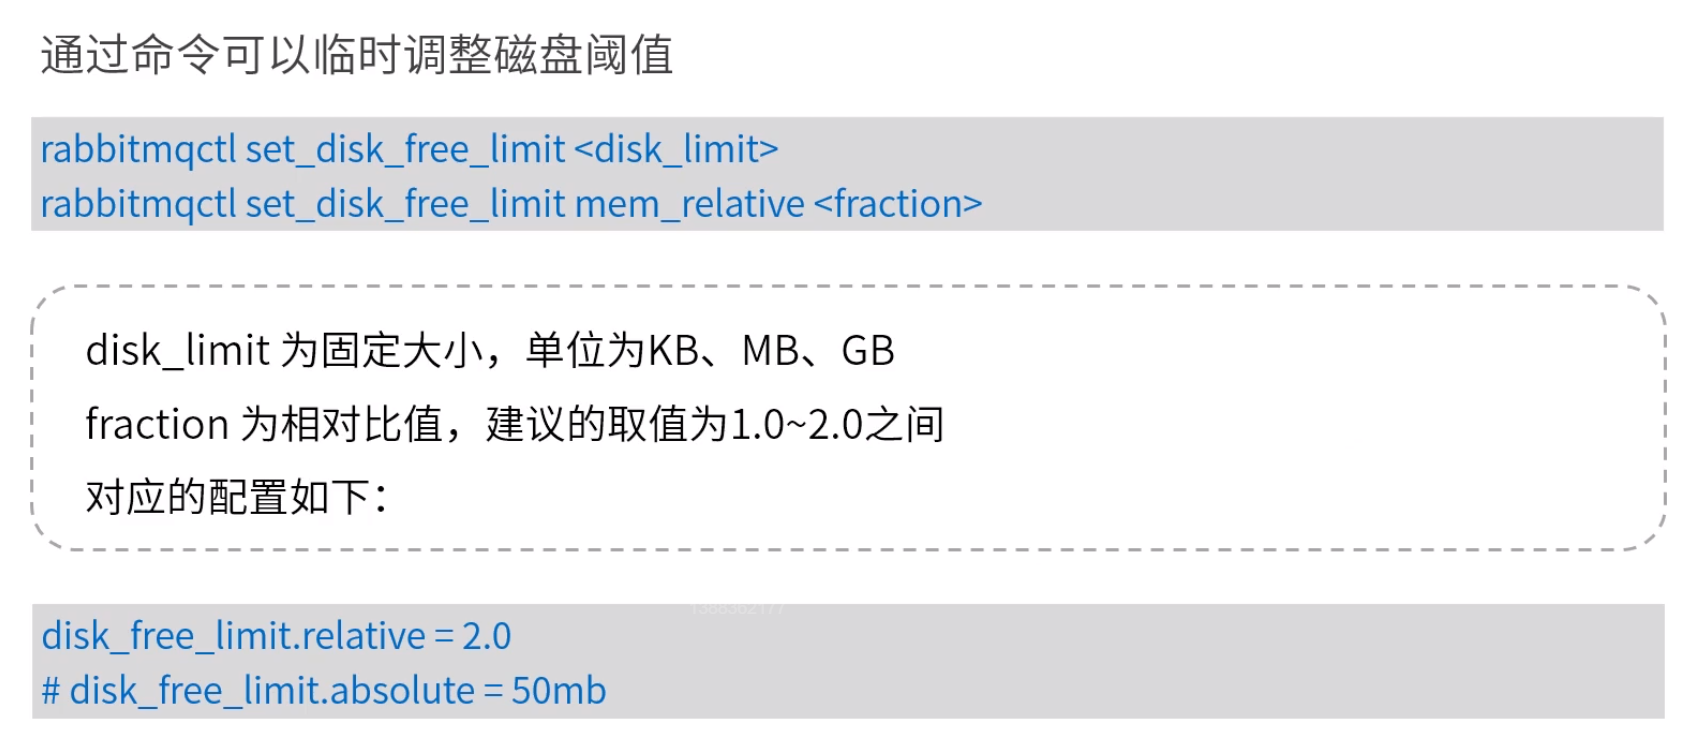 通过命令可以临时调整磁盘阈值
rabbitmqctl set_disk_free_limit <disk_limit>
rabbitmqctl set_disk_free_limit mem_relative <fraction>
disk_limit 为固定大小，单位为KB、MB、GB
fraction 为相对比值，建议的取值为1.0~2.0之间
对应的配置如下：
disk_free_limit.relative = 2.0
# disk_free_limit.absolute = 50mb